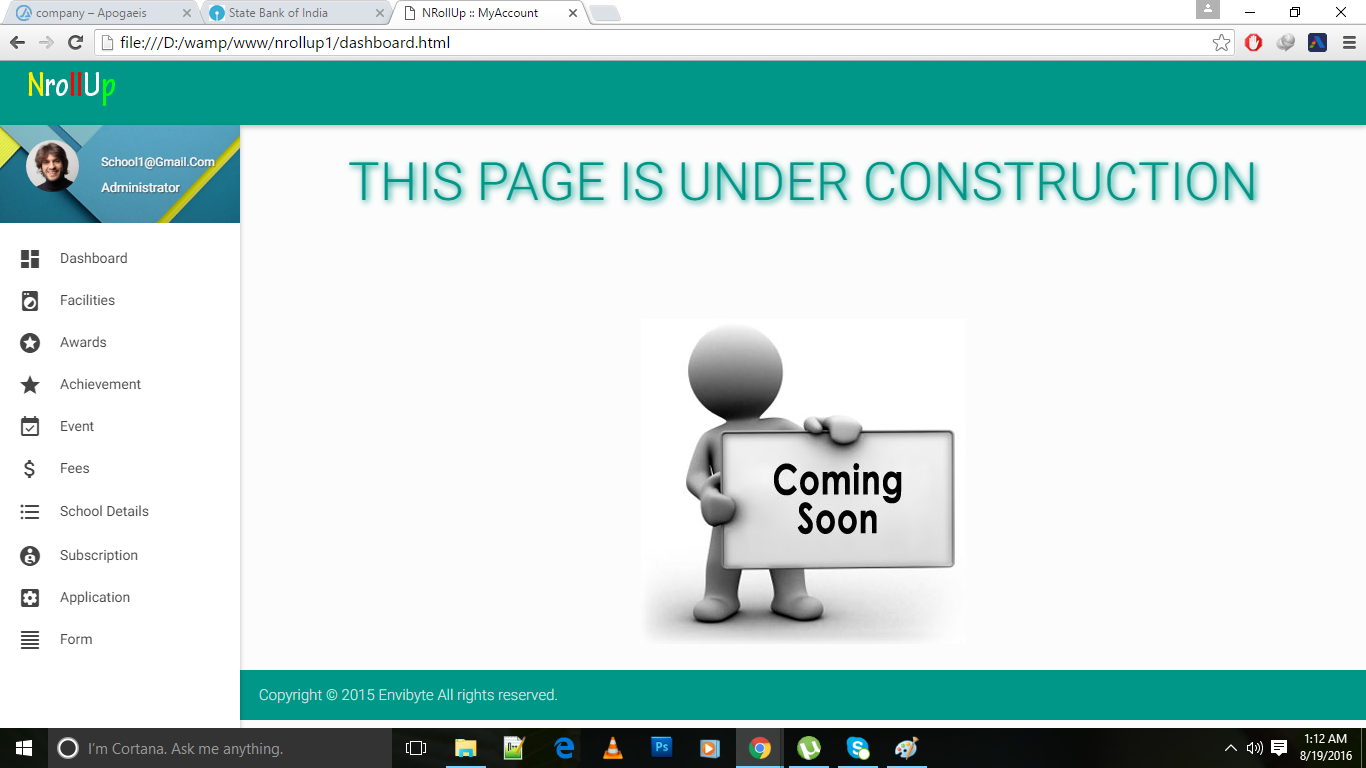 company – Apogaeis
State Bank of India
NRollUp :: MyAccount
file:///D:/wamp/www/nrollup1/dashboard.html
NrollUp
School1@Gmail.Com
Administrator
THIS PAGE IS UNDER CONSTRUCTION
Dashboard
Facilities
Awards
Achievement
Event
Fees
School Details
Subscription
Application
Form
Coming
Soon
Copyright © 2015 Envibyte All rights reserved.
I'm Cortana. Ask me anything.
Ps
1:12 AM
8/19/2016